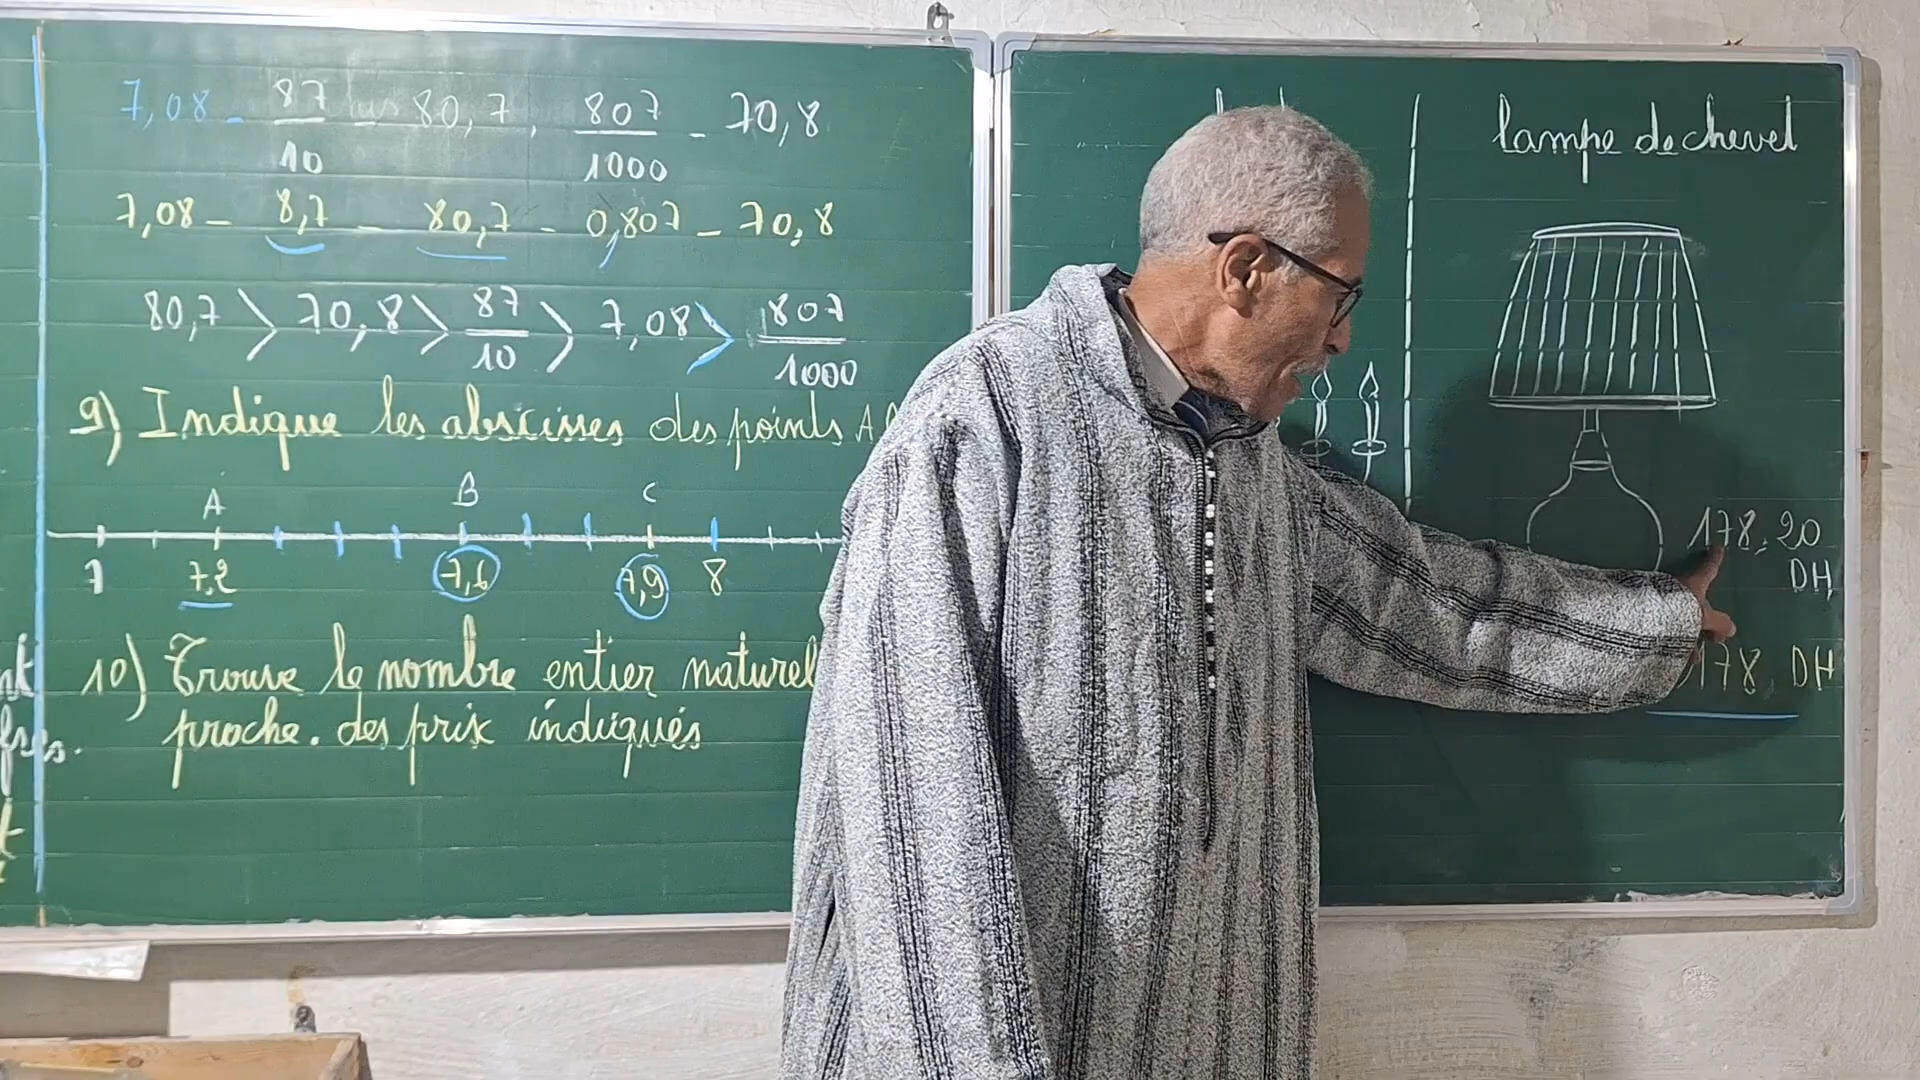 7,08 - 87/10 - 80,7, 807/1000 - 70,8
7,08 - 8,7 - 80,7 - 0,807 - 70,8
80,7 > 70,8 > 87/10 > 7,08 > 807/1000
9) Indique les abscisses des points A
A B C
7 7,2 7,6 7,9 8
10) Trouve le nombre entier naturel
proche. des prix indiqués
lampe de chevet
178,20
DH
178, DH